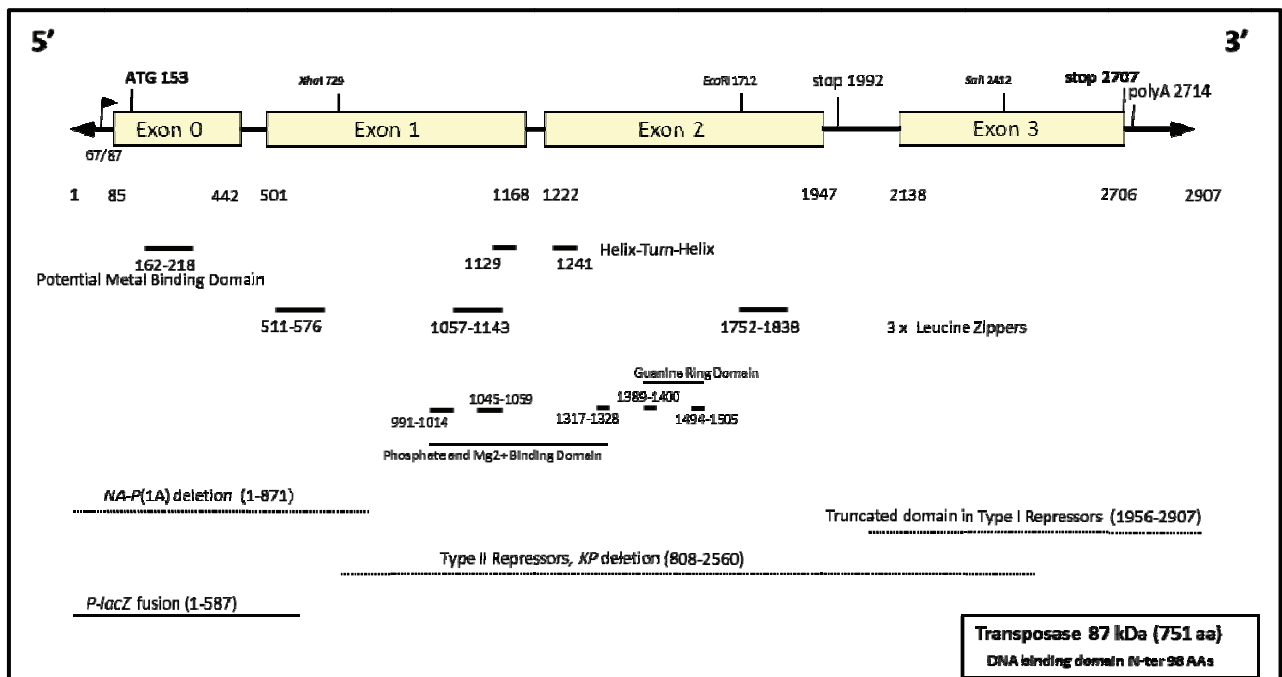 5′ 3′
ATG 153 XhoI 729 EcoRI 1712 stop 1992 SalI 2412 stop 2707 polyA 2714
Exon 0 Exon 1 Exon 2 Exon 3
67/87
1 85 442 501 1168 1222 1947 2138 2706 2907
162-218 1129 1241 Helix-Turn-Helix
Potential Metal Binding Domain
511-576 1057-1143 1752-1838 3 x Leucine Zippers
Guanine Ring Domain
1045-1059 1389-1400
991-1014 1317-1328 1494-1505
Phosphate and Mg2+ Binding Domain
NA-P(1A) deletion (1-871)
Truncated domain in Type I Repressors (1956-2907)
Type II Repressors, KP deletion (808-2560)
P-lacZ fusion (1-587)
Transposase 87 kDa (751 aa)
DNA binding domain N-ter 98 AAs